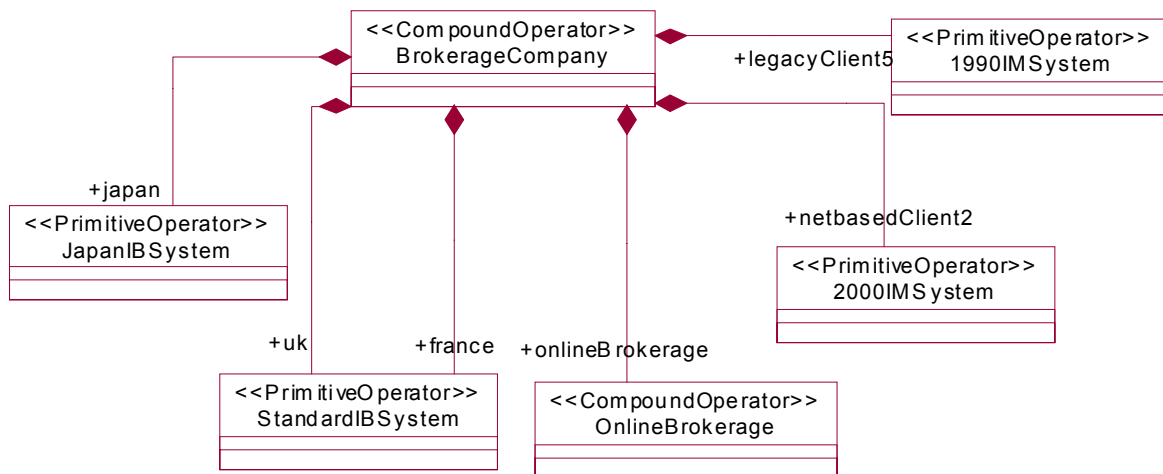 <<CompoundOperator>>
BrokerageCompany
<<PrimitiveOperator>>
1990IMSystem
+legacyClient5
+japan
<<PrimitiveOperator>>
JapanIBSystem
+netbasedClient2
<<PrimitiveOperator>>
2000IMSystem
+uk
+france
+onlineBrokerage
<<PrimitiveOperator>>
StandardIBSystem
<<CompoundOperator>>
OnlineBrokerage